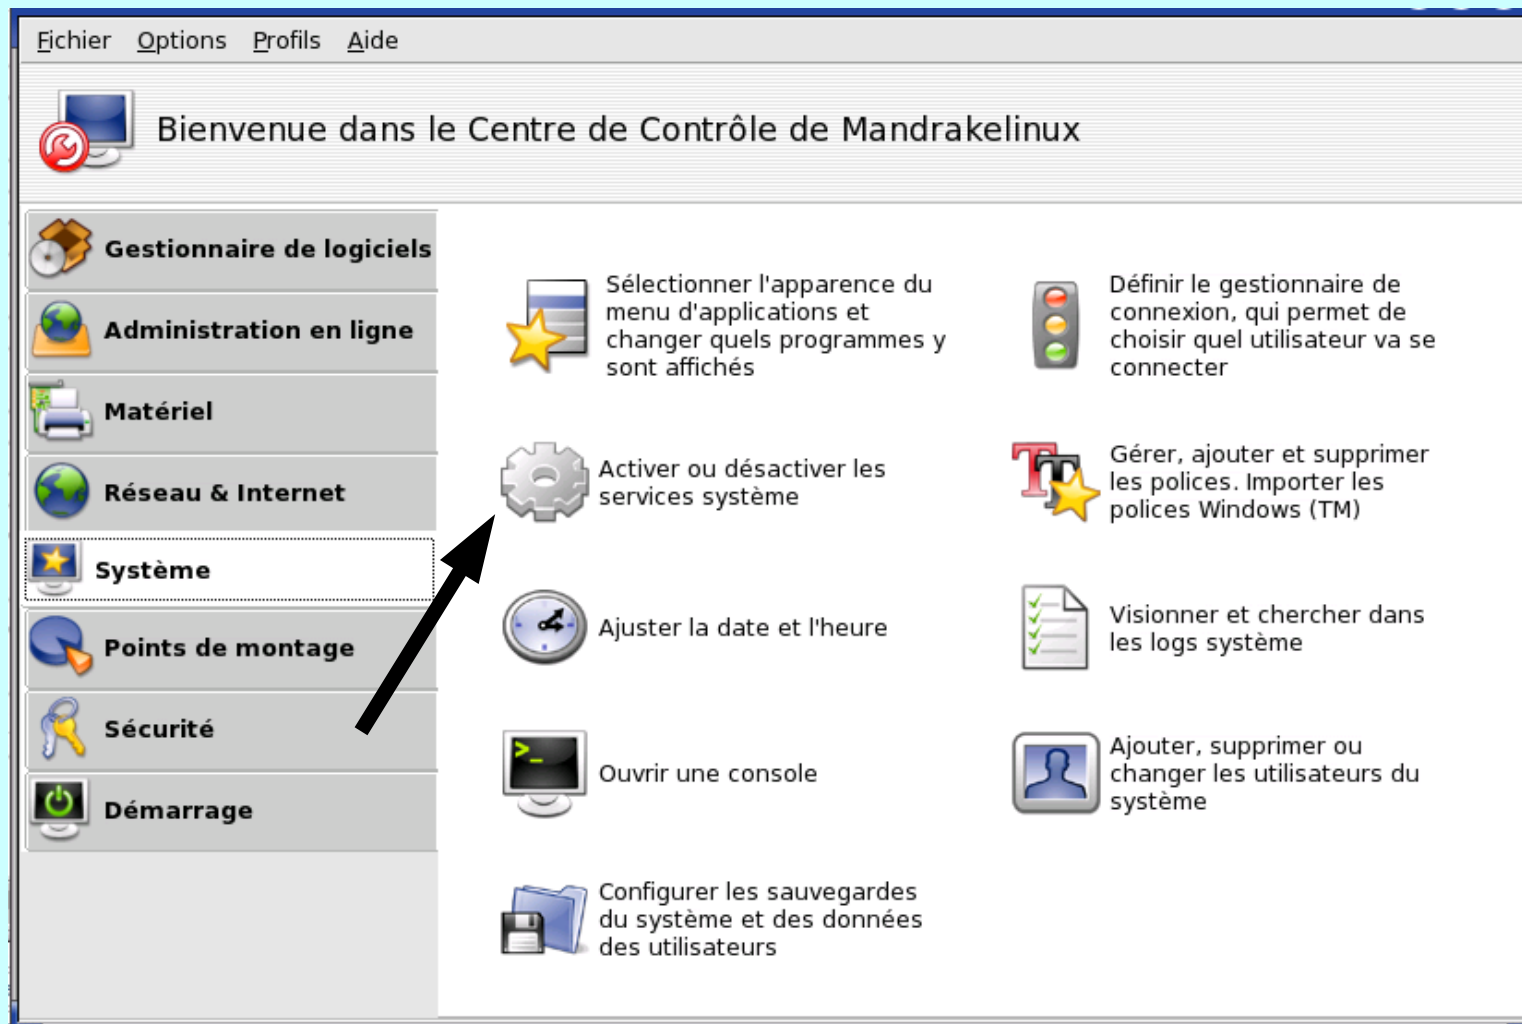 Fichier Options Profils Aide
Bienvenue dans le Centre de Contrôle de Mandrakelinux
Gestionnaire de logiciels
Administration en ligne
Matériel
Réseau & Internet
Système
Points de montage
Sécurité
Démarrage
Sélectionner l'apparence du
menu d'applications et
changer quels programmes y
sont affichés
Définir le gestionnaire de
connexion, qui permet de
choisir quel utilisateur va se
connecter
Activer ou désactiver les
services système
Gérer, ajouter et supprimer
les polices. Importer les
polices Windows (TM)
Ajuster la date et l'heure
Visionner et chercher dans
les logs système
Ouvrir une console
Ajouter, supprimer ou
changer les utilisateurs du
système
Configurer les sauvegardes
du système et des données
des utilisateurs